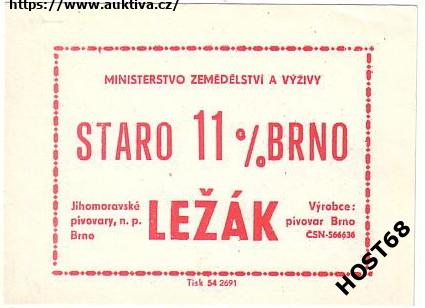 https://www.auktiva.cz/
MINISTERSTVO ZEMĚDĚLSTVÍ A VÝŽIVY
STARO 11 % BRNO
Jihomoravské
pivovary, n. p.
Brno
LEŽÁK
Výrobce:
pivovar Brno
ČSN-566636
Tisk 54 2691
HOST68